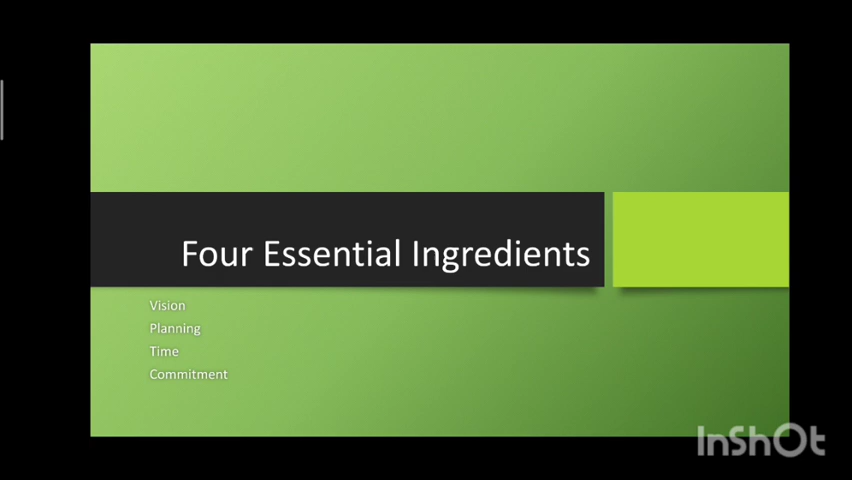 Four Essential Ingredients
Vision
Planning
Time
Commitment
InShOt